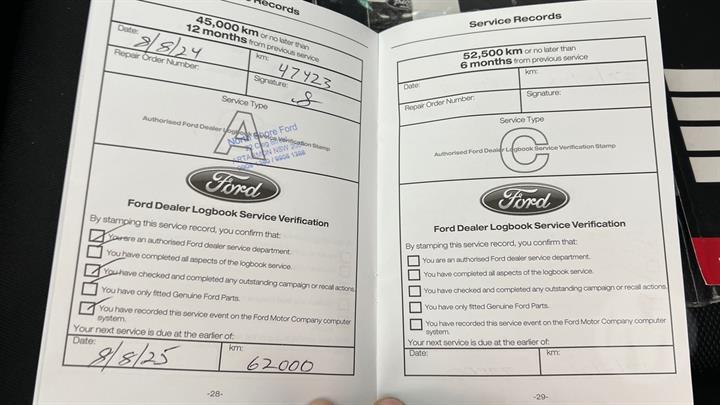 Records
45,000 km or no later than
12 months from previous service
Date: 8/8/24
km: 47423
Repair Order Number:
Signature:
Service Type
A
Authorised Ford Dealer Logbook Service Verification Stamp
North Shore Ford
ARTARMON NSW
Ford
Ford Dealer Logbook Service Verification
By stamping this service record, you confirm that:
You are an authorised Ford dealer service department.
You have completed all aspects of the logbook service.
You have checked and completed any outstanding campaign or recall actions.
You have only fitted Genuine Ford Parts.
You have recorded this service event on the Ford Motor Company computer
system.
Your next service is due at the earlier of:
Date: 8/8/25
km: 62000
-28-
Service Records
52,500 km or no later than
6 months from previous service
Date:
km:
Repair Order Number:
Signature:
Service Type
C
Authorised Ford Dealer Logbook Service Verification Stamp
Ford
Ford Dealer Logbook Service Verification
By stamping this service record, you confirm that:
You are an authorised Ford dealer service department.
You have completed all aspects of the logbook service.
You have checked and completed any outstanding campaign or recall actions.
You have only fitted Genuine Ford Parts.
You have recorded this service event on the Ford Motor Company computer
system.
Your next service is due at the earlier of:
Date:
km:
-29-